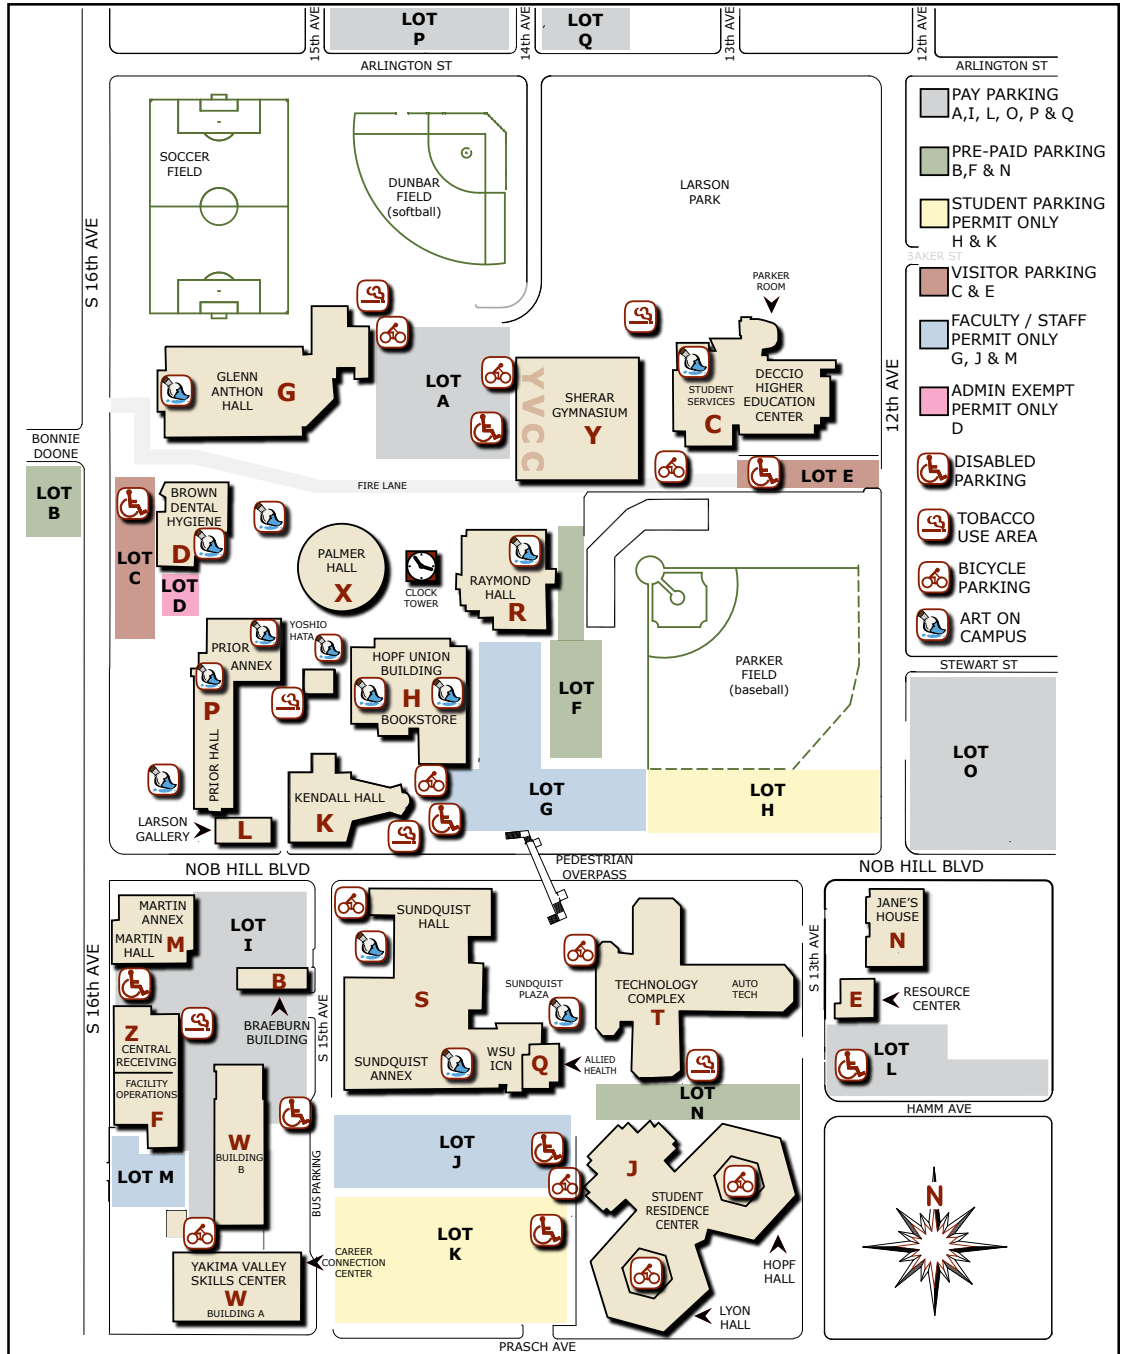 LOT
P
LOT
Q
15th AVE
14th AVE
13th AVE
12th AVE
ARLINGTON ST
ARLINGTON ST
PAY PARKING
A,I, L, O, P & Q
PRE-PAID PARKING
B,F & N
STUDENT PARKING
PERMIT ONLY
H & K
BAKER ST
VISITOR PARKING
C & E
FACULTY / STAFF
PERMIT ONLY
G, J & M
ADMIN EXEMPT
PERMIT ONLY
D
DISABLED
PARKING
TOBACCO
USE AREA
BICYCLE
PARKING
ART ON
CAMPUS
STEWART ST
SOCCER
FIELD
DUNBAR
FIELD
(softball)
LARSON
PARK
S 16th AVE
12th AVE
PARKER
ROOM
GLENN
ANTHON
HALL
G
LOT
A
YVCC
SHERAR
GYMNASIUM
Y
STUDENT
SERVICES
C
DECCIO
HIGHER
EDUCATION
CENTER
LOT E
BONNIE
DOONE
LOT
B
FIRE LANE
BROWN
DENTAL
HYGIENE
D
LOT
C
LOT
D
PALMER
HALL
X
CLOCK
TOWER
RAYMOND
HALL
R
YOSHIO
HATA
PRIOR
ANNEX
P
PRIOR HALL
HOPF UNION
BUILDING
H
BOOKSTORE
LOT
F
PARKER
FIELD
(baseball)
LOT
O
LOT
G
LOT
H
KENDALL HALL
K
LARSON
GALLERY
L
NOB HILL BLVD
PEDESTRIAN
OVERPASS
NOB HILL BLVD
MARTIN
ANNEX
MARTIN
HALL
M
LOT
I
B
BRAEBURN
BUILDING
S 16th AVE
S 15th AVE
SUNDQUIST
HALL
S
SUNDQUIST
ANNEX
WSU
ICN
Q
ALLIED
HEALTH
SUNDQUIST
PLAZA
TECHNOLOGY
COMPLEX
T
AUTO
TECH
S 13th AVE
JANE'S
HOUSE
N
E
RESOURCE
CENTER
LOT
L
HAMM AVE
Z
CENTRAL
RECEIVING
FACILITY
OPERATIONS
F
LOT M
W
BUILDING
B
BUS PARKING
LOT
N
LOT
J
LOT
K
J
STUDENT
RESIDENCE
CENTER
HOPF
HALL
LYON
HALL
CAREER
CONNECTION
CENTER
YAKIMA VALLEY
SKILLS CENTER
W
BUILDING A
PRASCH AVE
N